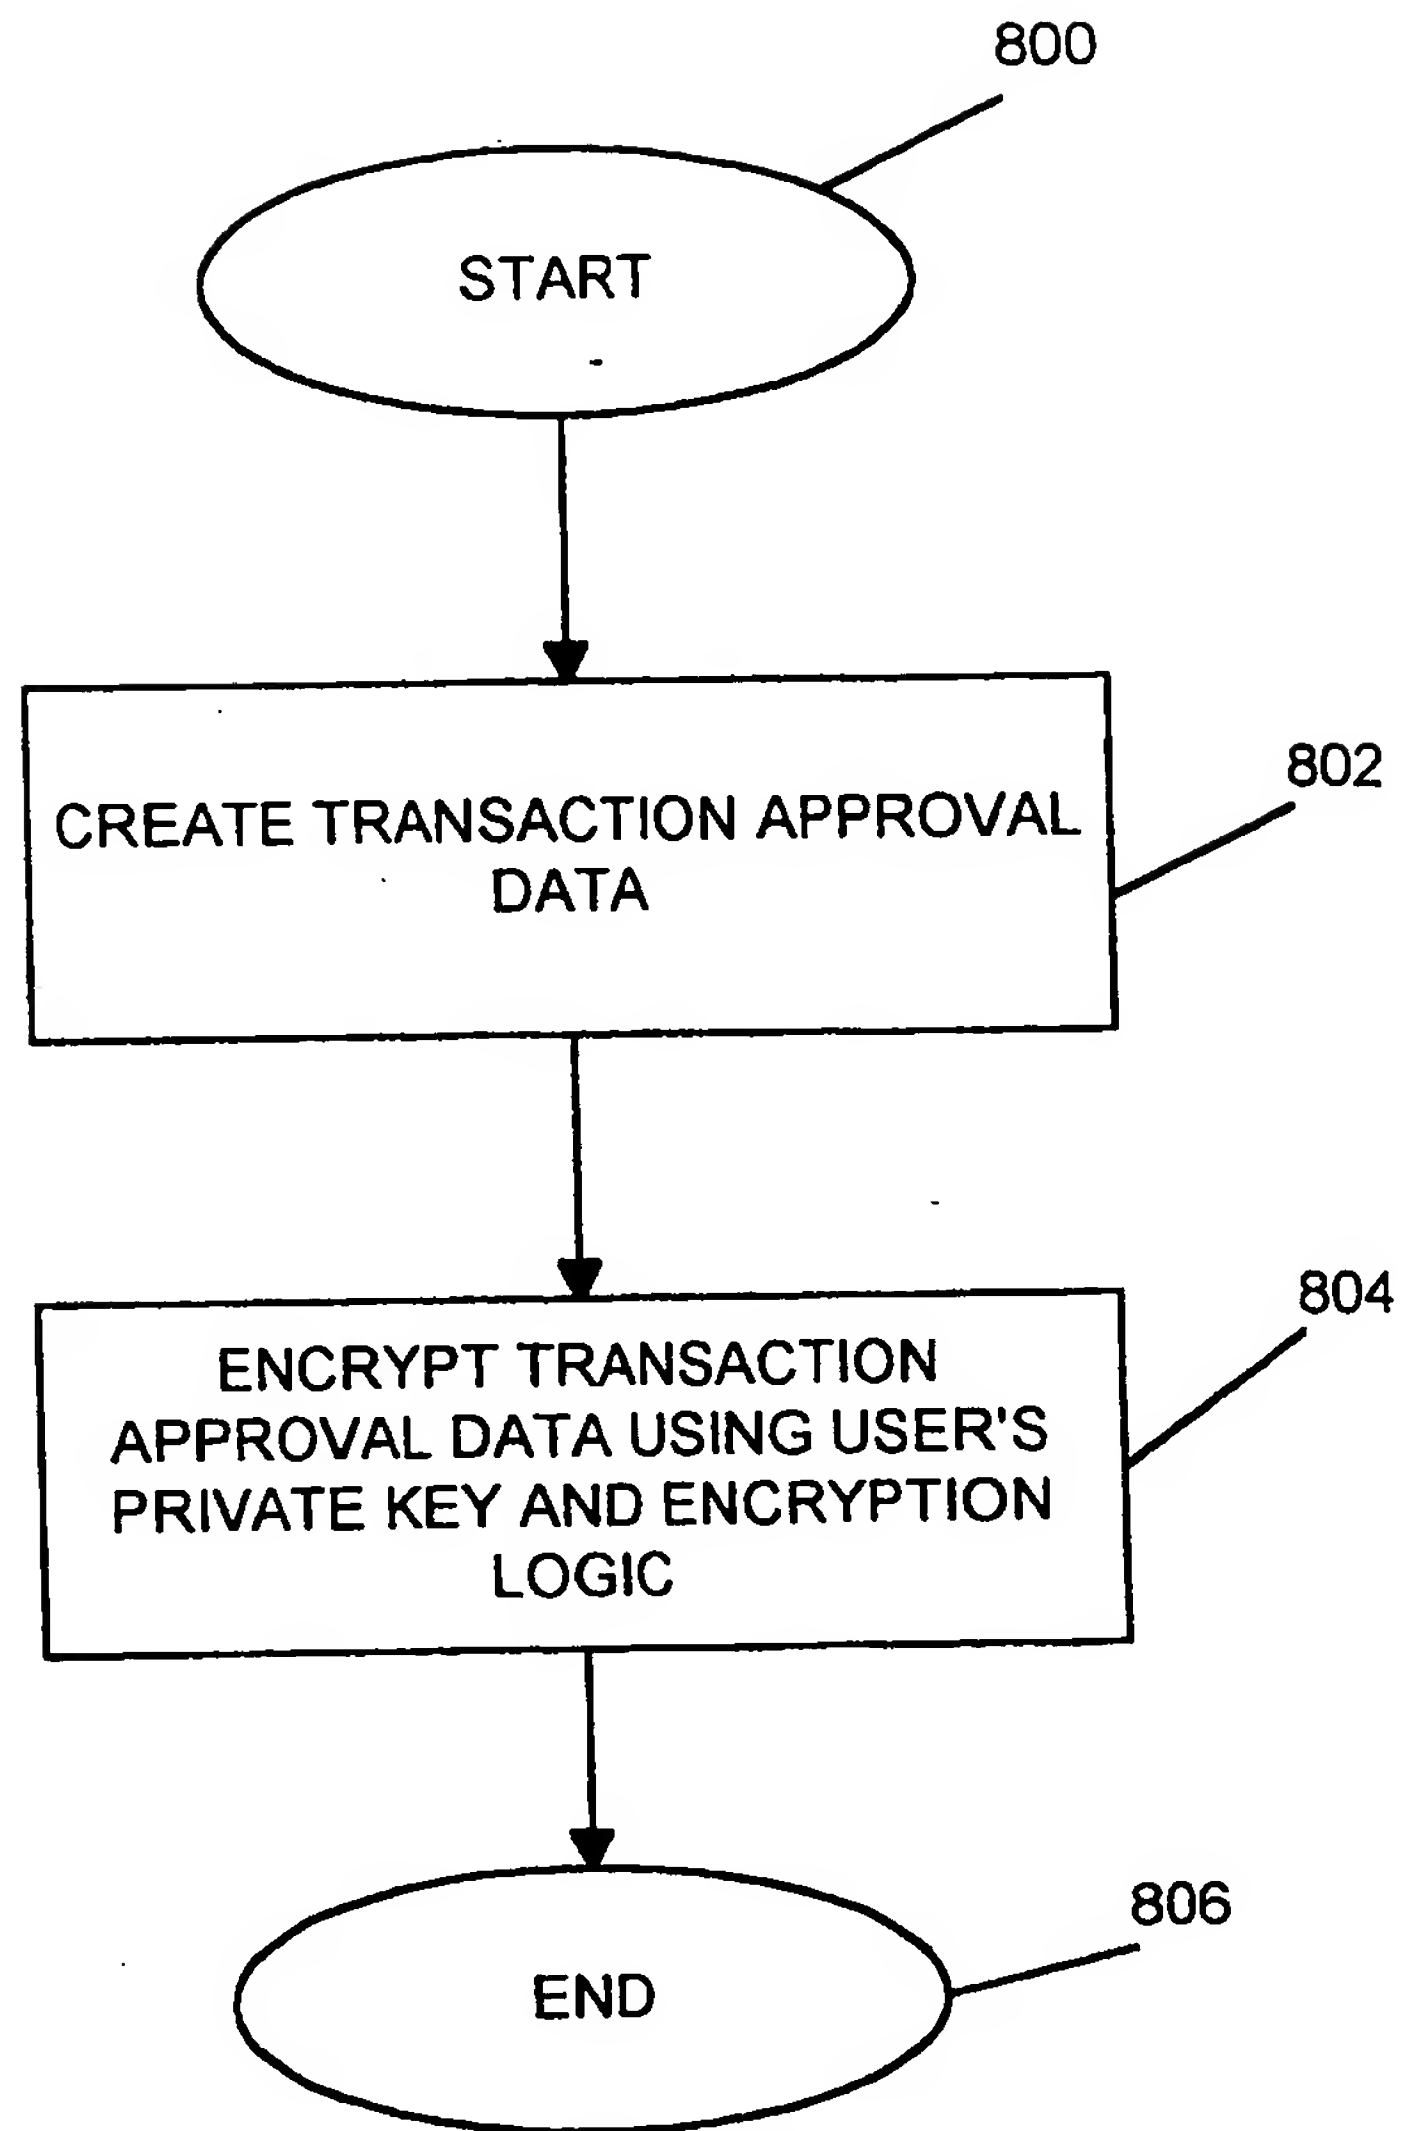 800
START
CREATE TRANSACTION APPROVAL
DATA
802
ENCRYPT TRANSACTION
APPROVAL DATA USING USER'S
PRIVATE KEY AND ENCRYPTION
LOGIC
804
END
806